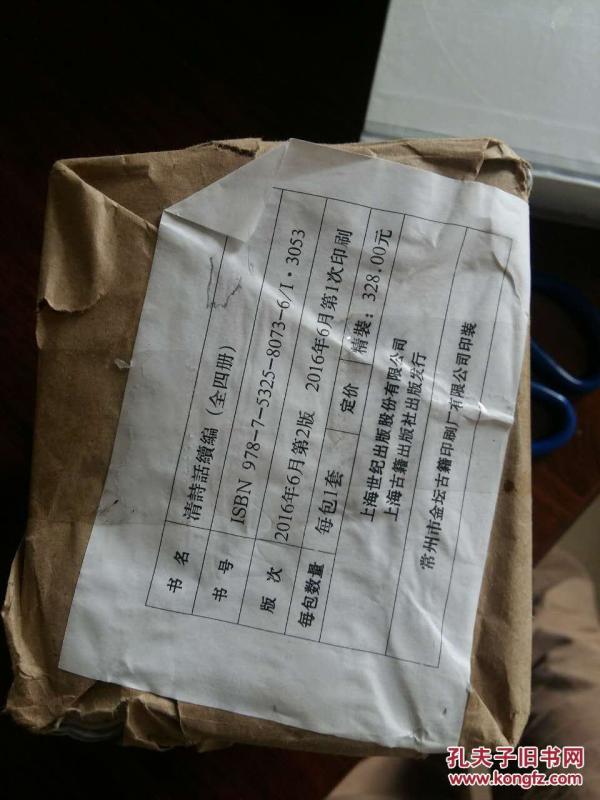 书 名 清詩話續編（全四册）
书 号 ISBN 978-7-5325-8073-6/I·3053
版 次 2016年6月第2版 2016年6月第1次印刷
每包数量 每包1套 定价 精装：328.00元
上海世纪出版股份有限公司
上海古籍出版社出版发行
常州市金坛古籍印刷厂有限公司印装
孔夫子旧书网
www.kongfz.com